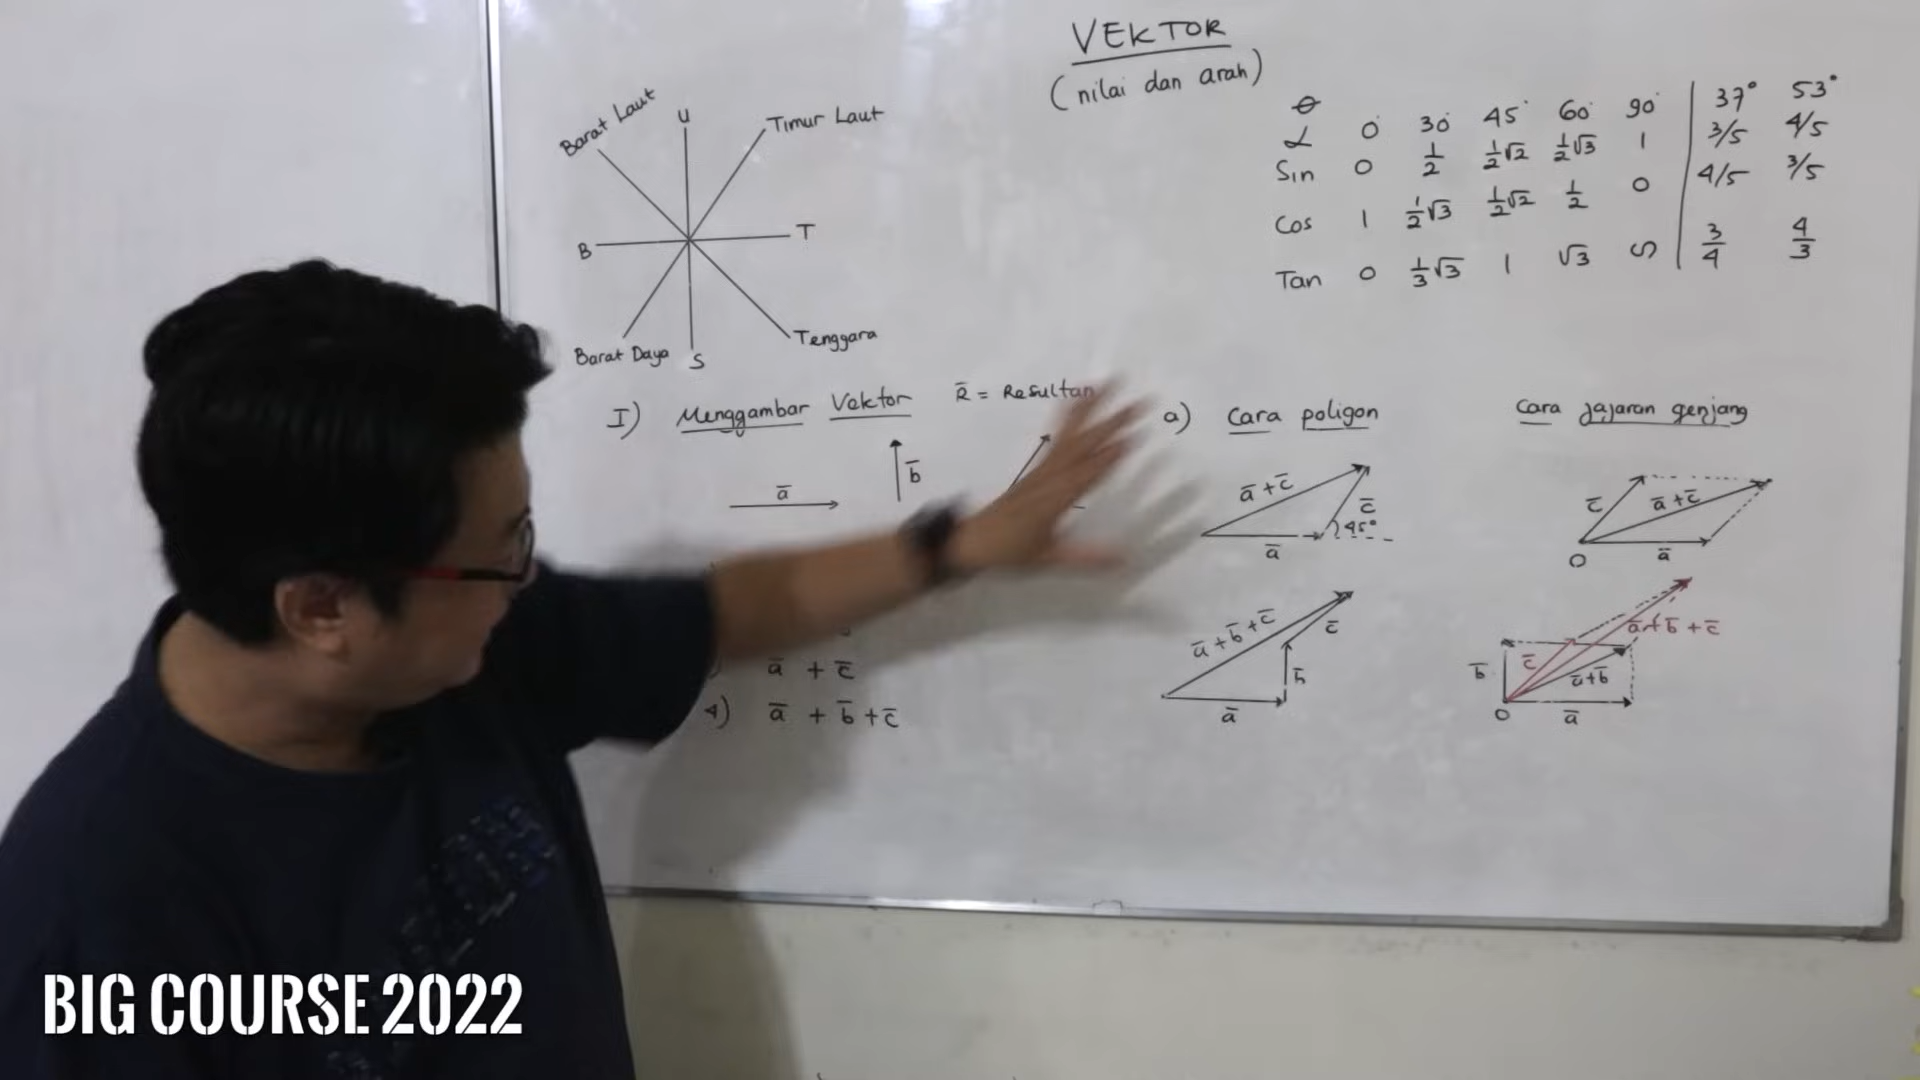 VEKTOR
(nilai dan arah)
Barat Laut
U
Timur Laut
B
T
Barat Daya
S
Tenggara
θ
α 0° 30° 45° 60° 90° 37° 53°
Sin 0 1/2 1/2√2 1/2√3 1 3/5 4/5
Cos 1 1/2√3 1/2√2 1/2 0 4/5 3/5
Tan 0 1/3√3 1 √3 ∽ 3/4 4/3
I) Menggambar Vektor R̄ = Resultan
ā
b̄
ā + c̄
4) ā + b̄ + c̄
a) Cara poligon
ā + c̄
c̄
45°
ā
ā + b̄ + c̄
c̄
b̄
ā
Cara jajaran genjang
c̄
ā + c̄
O
ā
ā + b̄ + c̄
b̄
c̄
ā + b̄
O
ā
BIG COURSE 2022